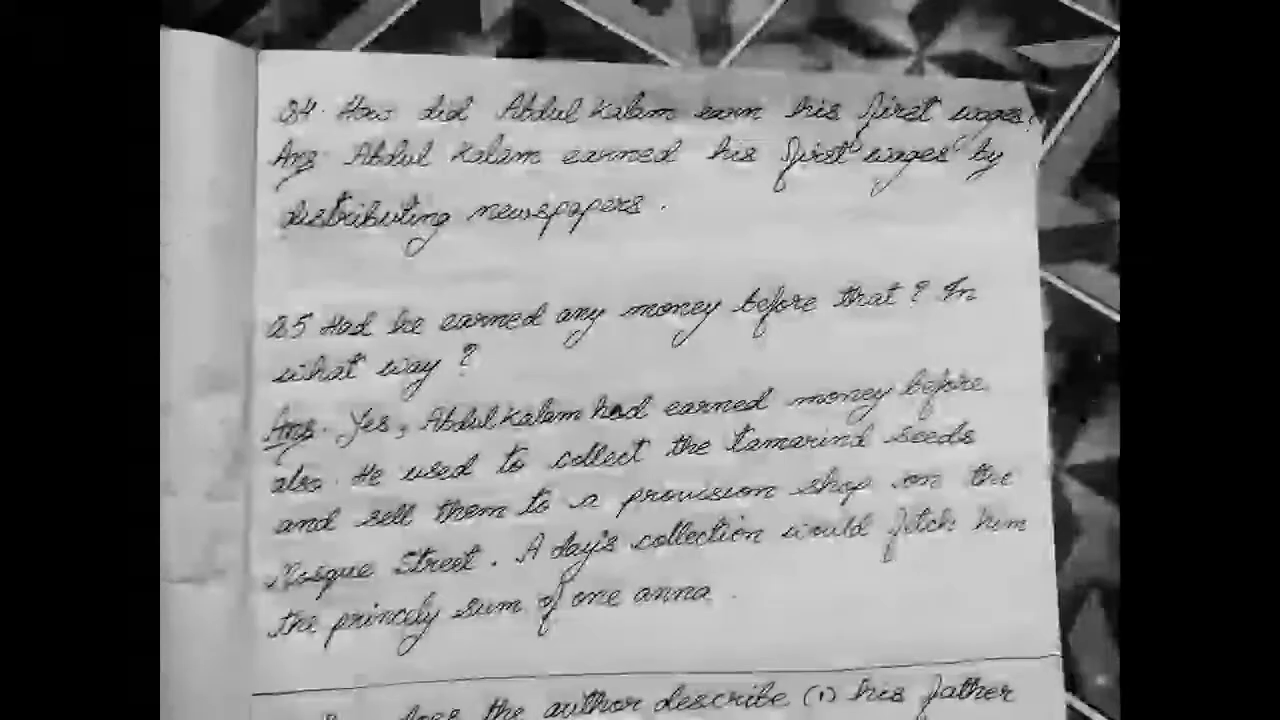 Q4. How did Abdul Kalam earn his first wages?
Ans Abdul Kalam earned his first wages by
distributing newspapers.
Q5 Had he earned any money before that? In
what way?
Ans. Yes, Abdul Kalam had earned money before
also. He used to collect the tamarind seeds
and sell them to a provision shop on the
Mosque Street. A day's collection would fetch him
the princely sum of one anna.
does the author describe (1) his father